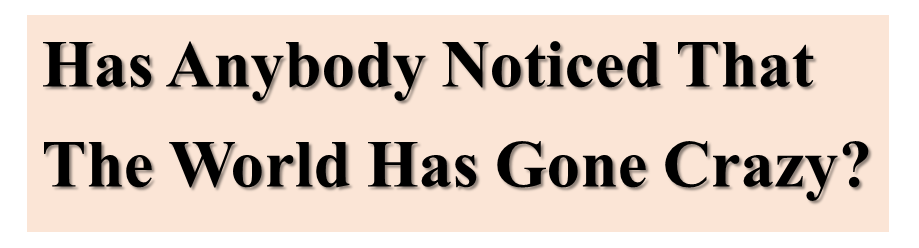 Has Anybody Noticed That
The World Has Gone Crazy?